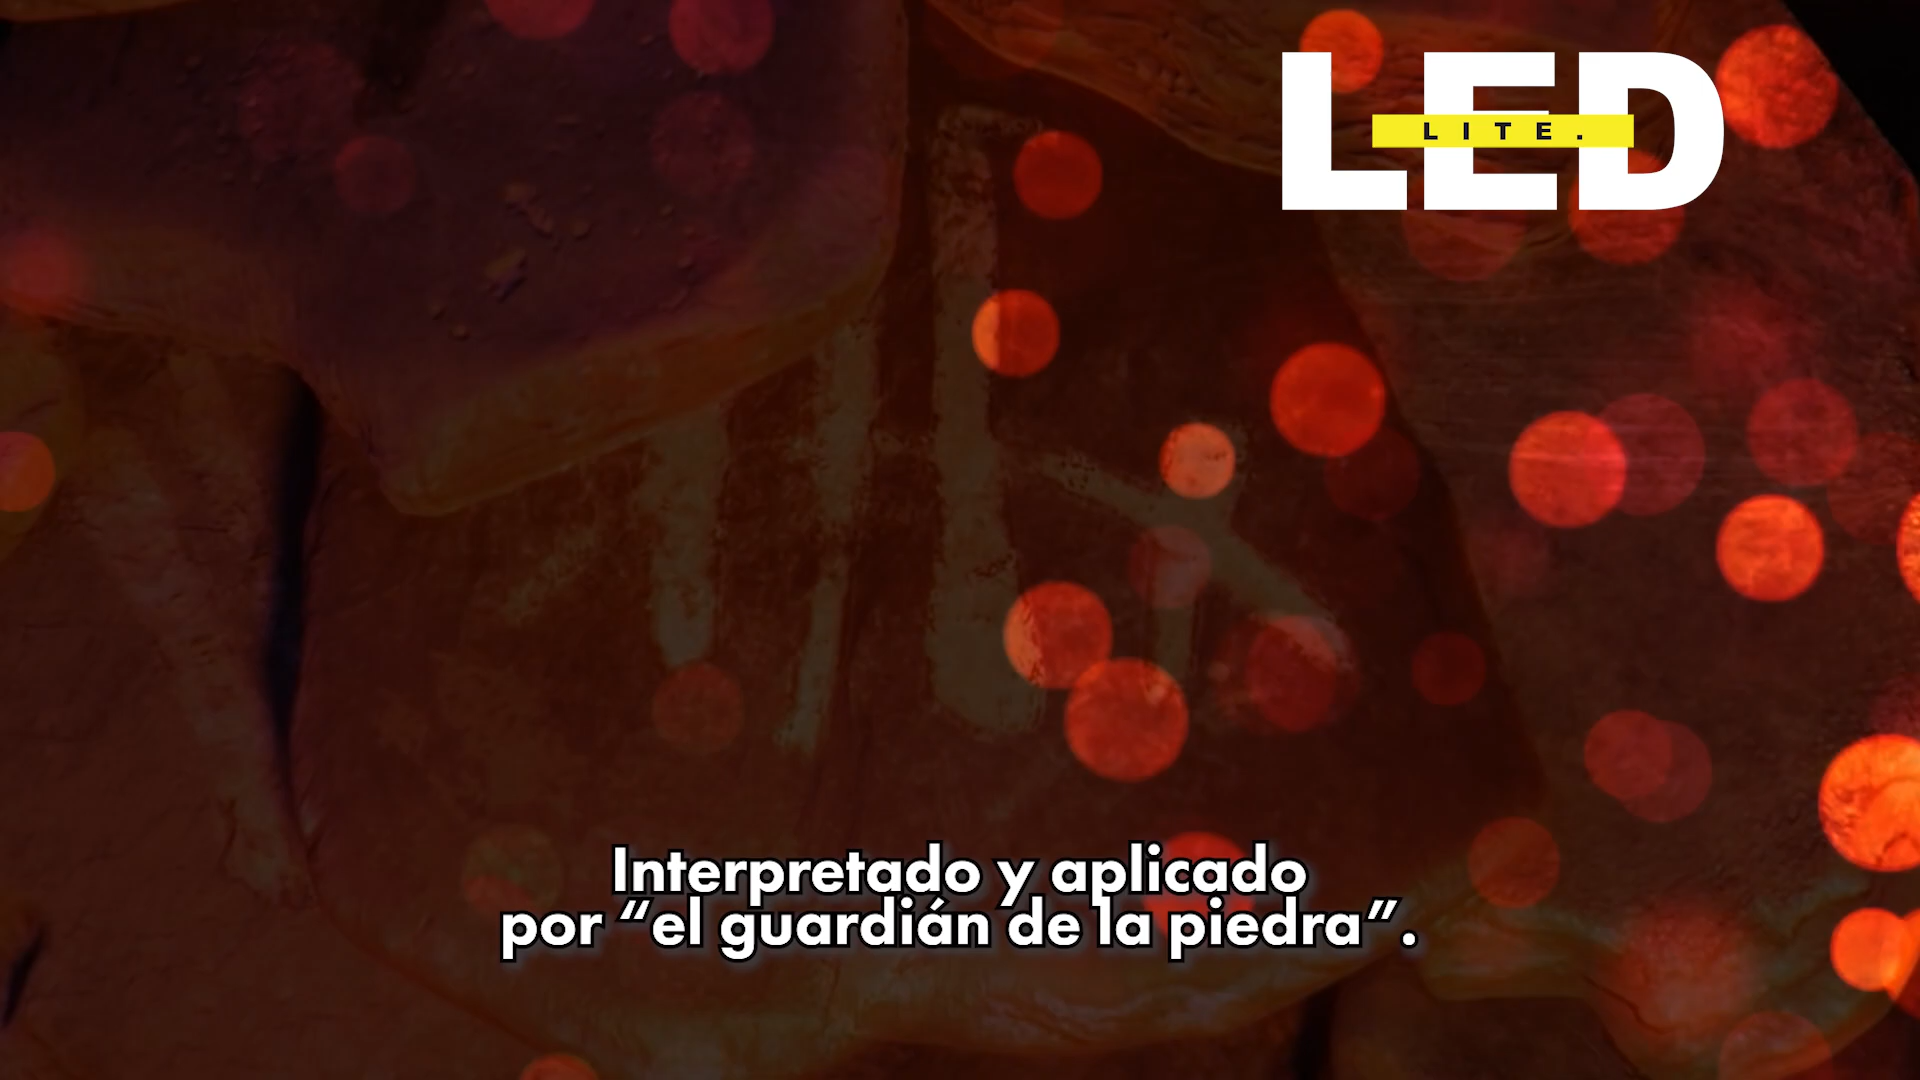 LED
LITE.
Interpretado y aplicado
por “el guardián de la piedra”.